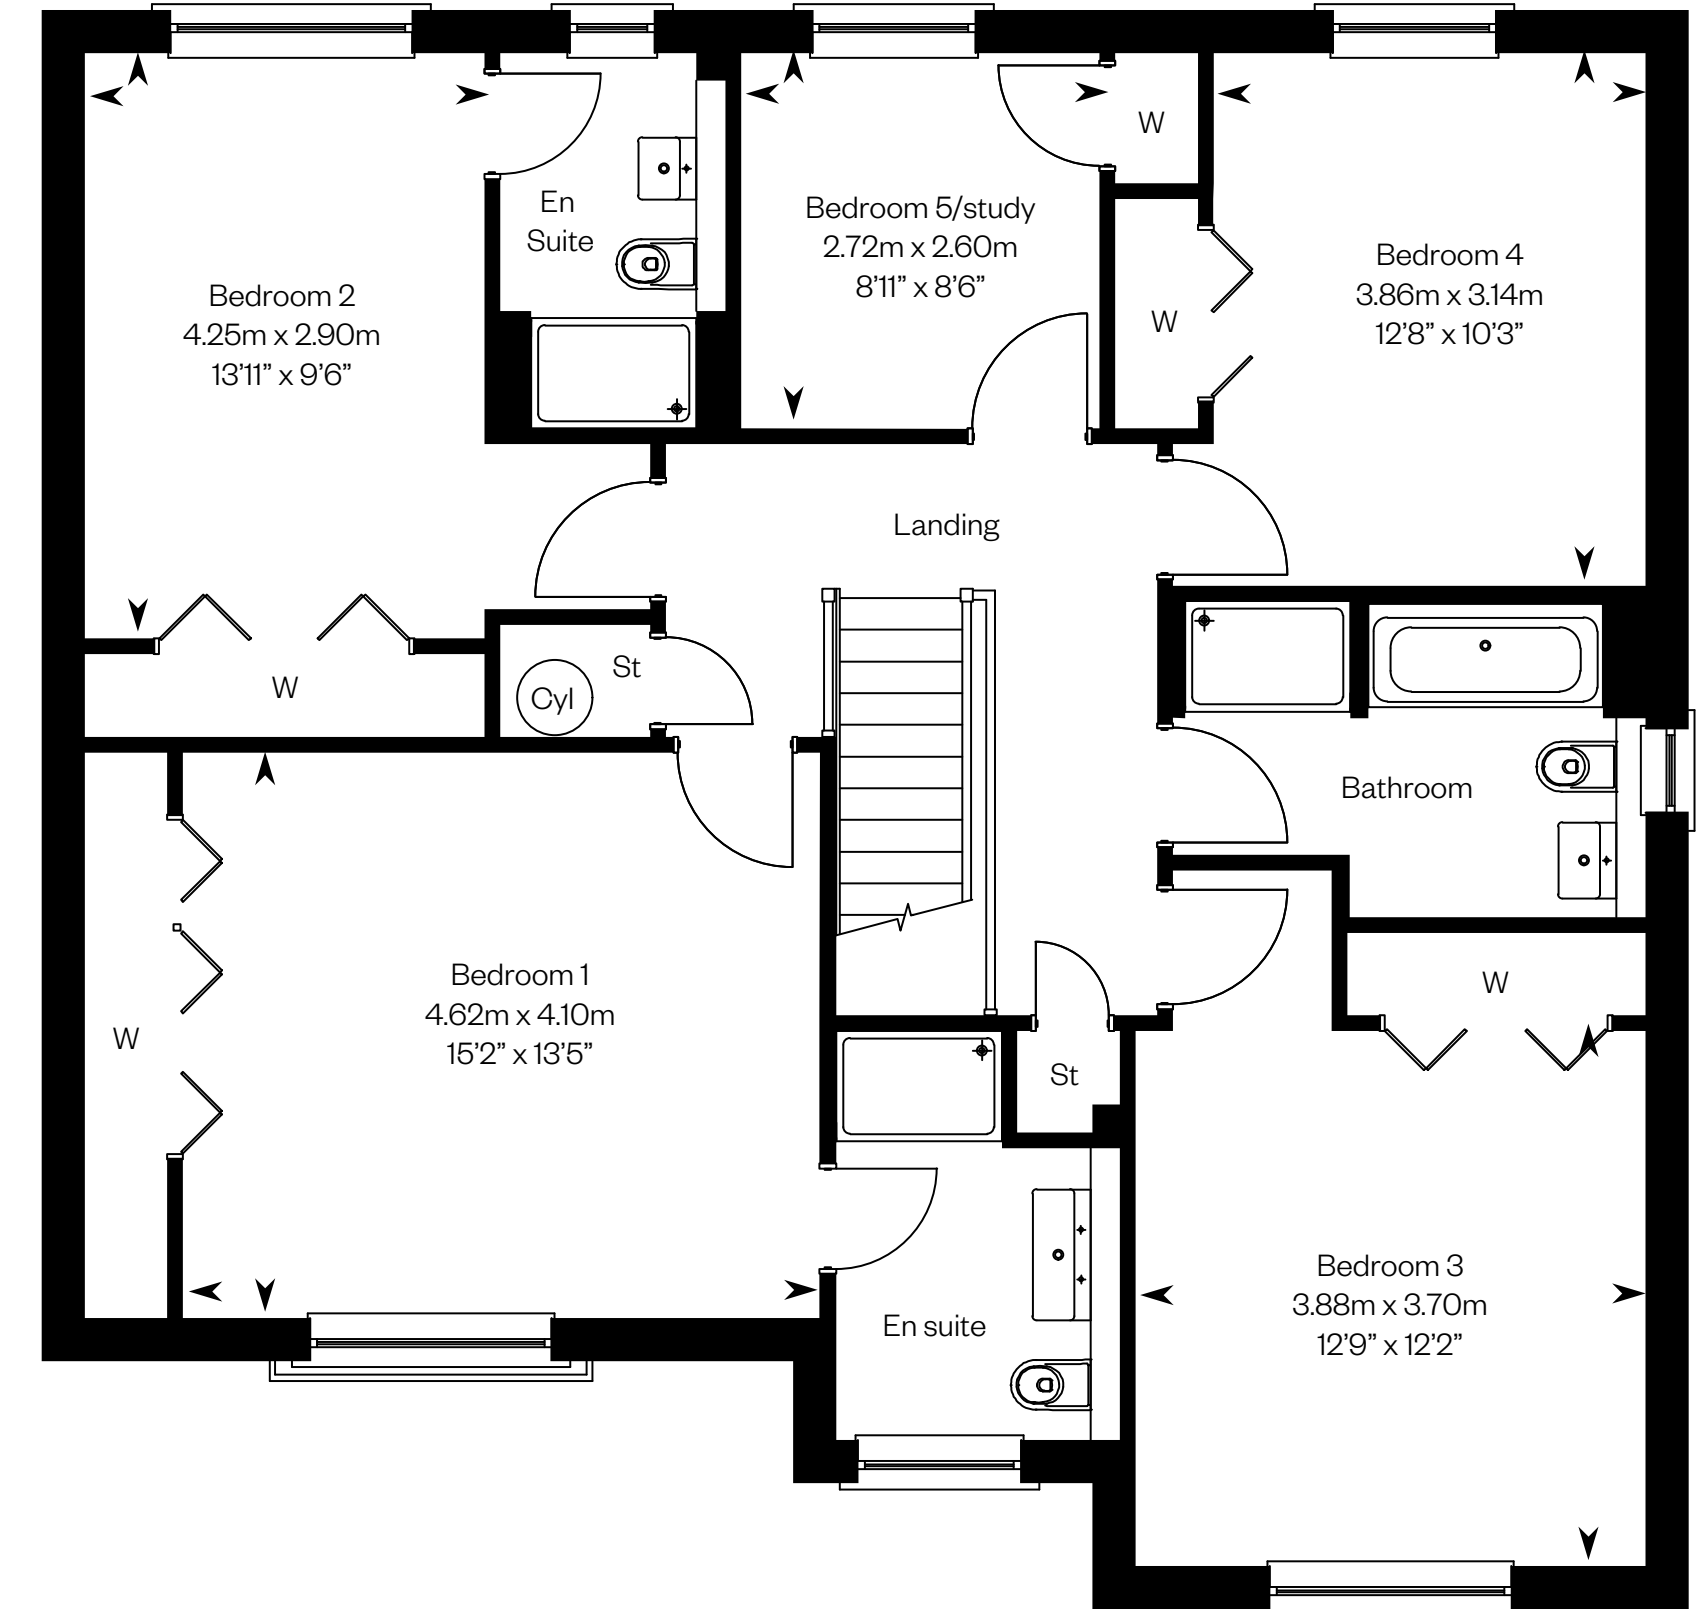 Bedroom 2
4.25m x 2.90m
13'11” x 9'6”
En
Suite
Bedroom 5/study
2.72m x 2.60m
8'11” x 8'6”
W
W
Bedroom 4
3.86m x 3.14m
12'8” x 10'3”
Landing
W
St
Cyl
Bathroom
Bedroom 1
4.62m x 4.10m
15'2” x 13'5”
W
St
W
En suite
Bedroom 3
3.88m x 3.70m
12'9” x 12'2”